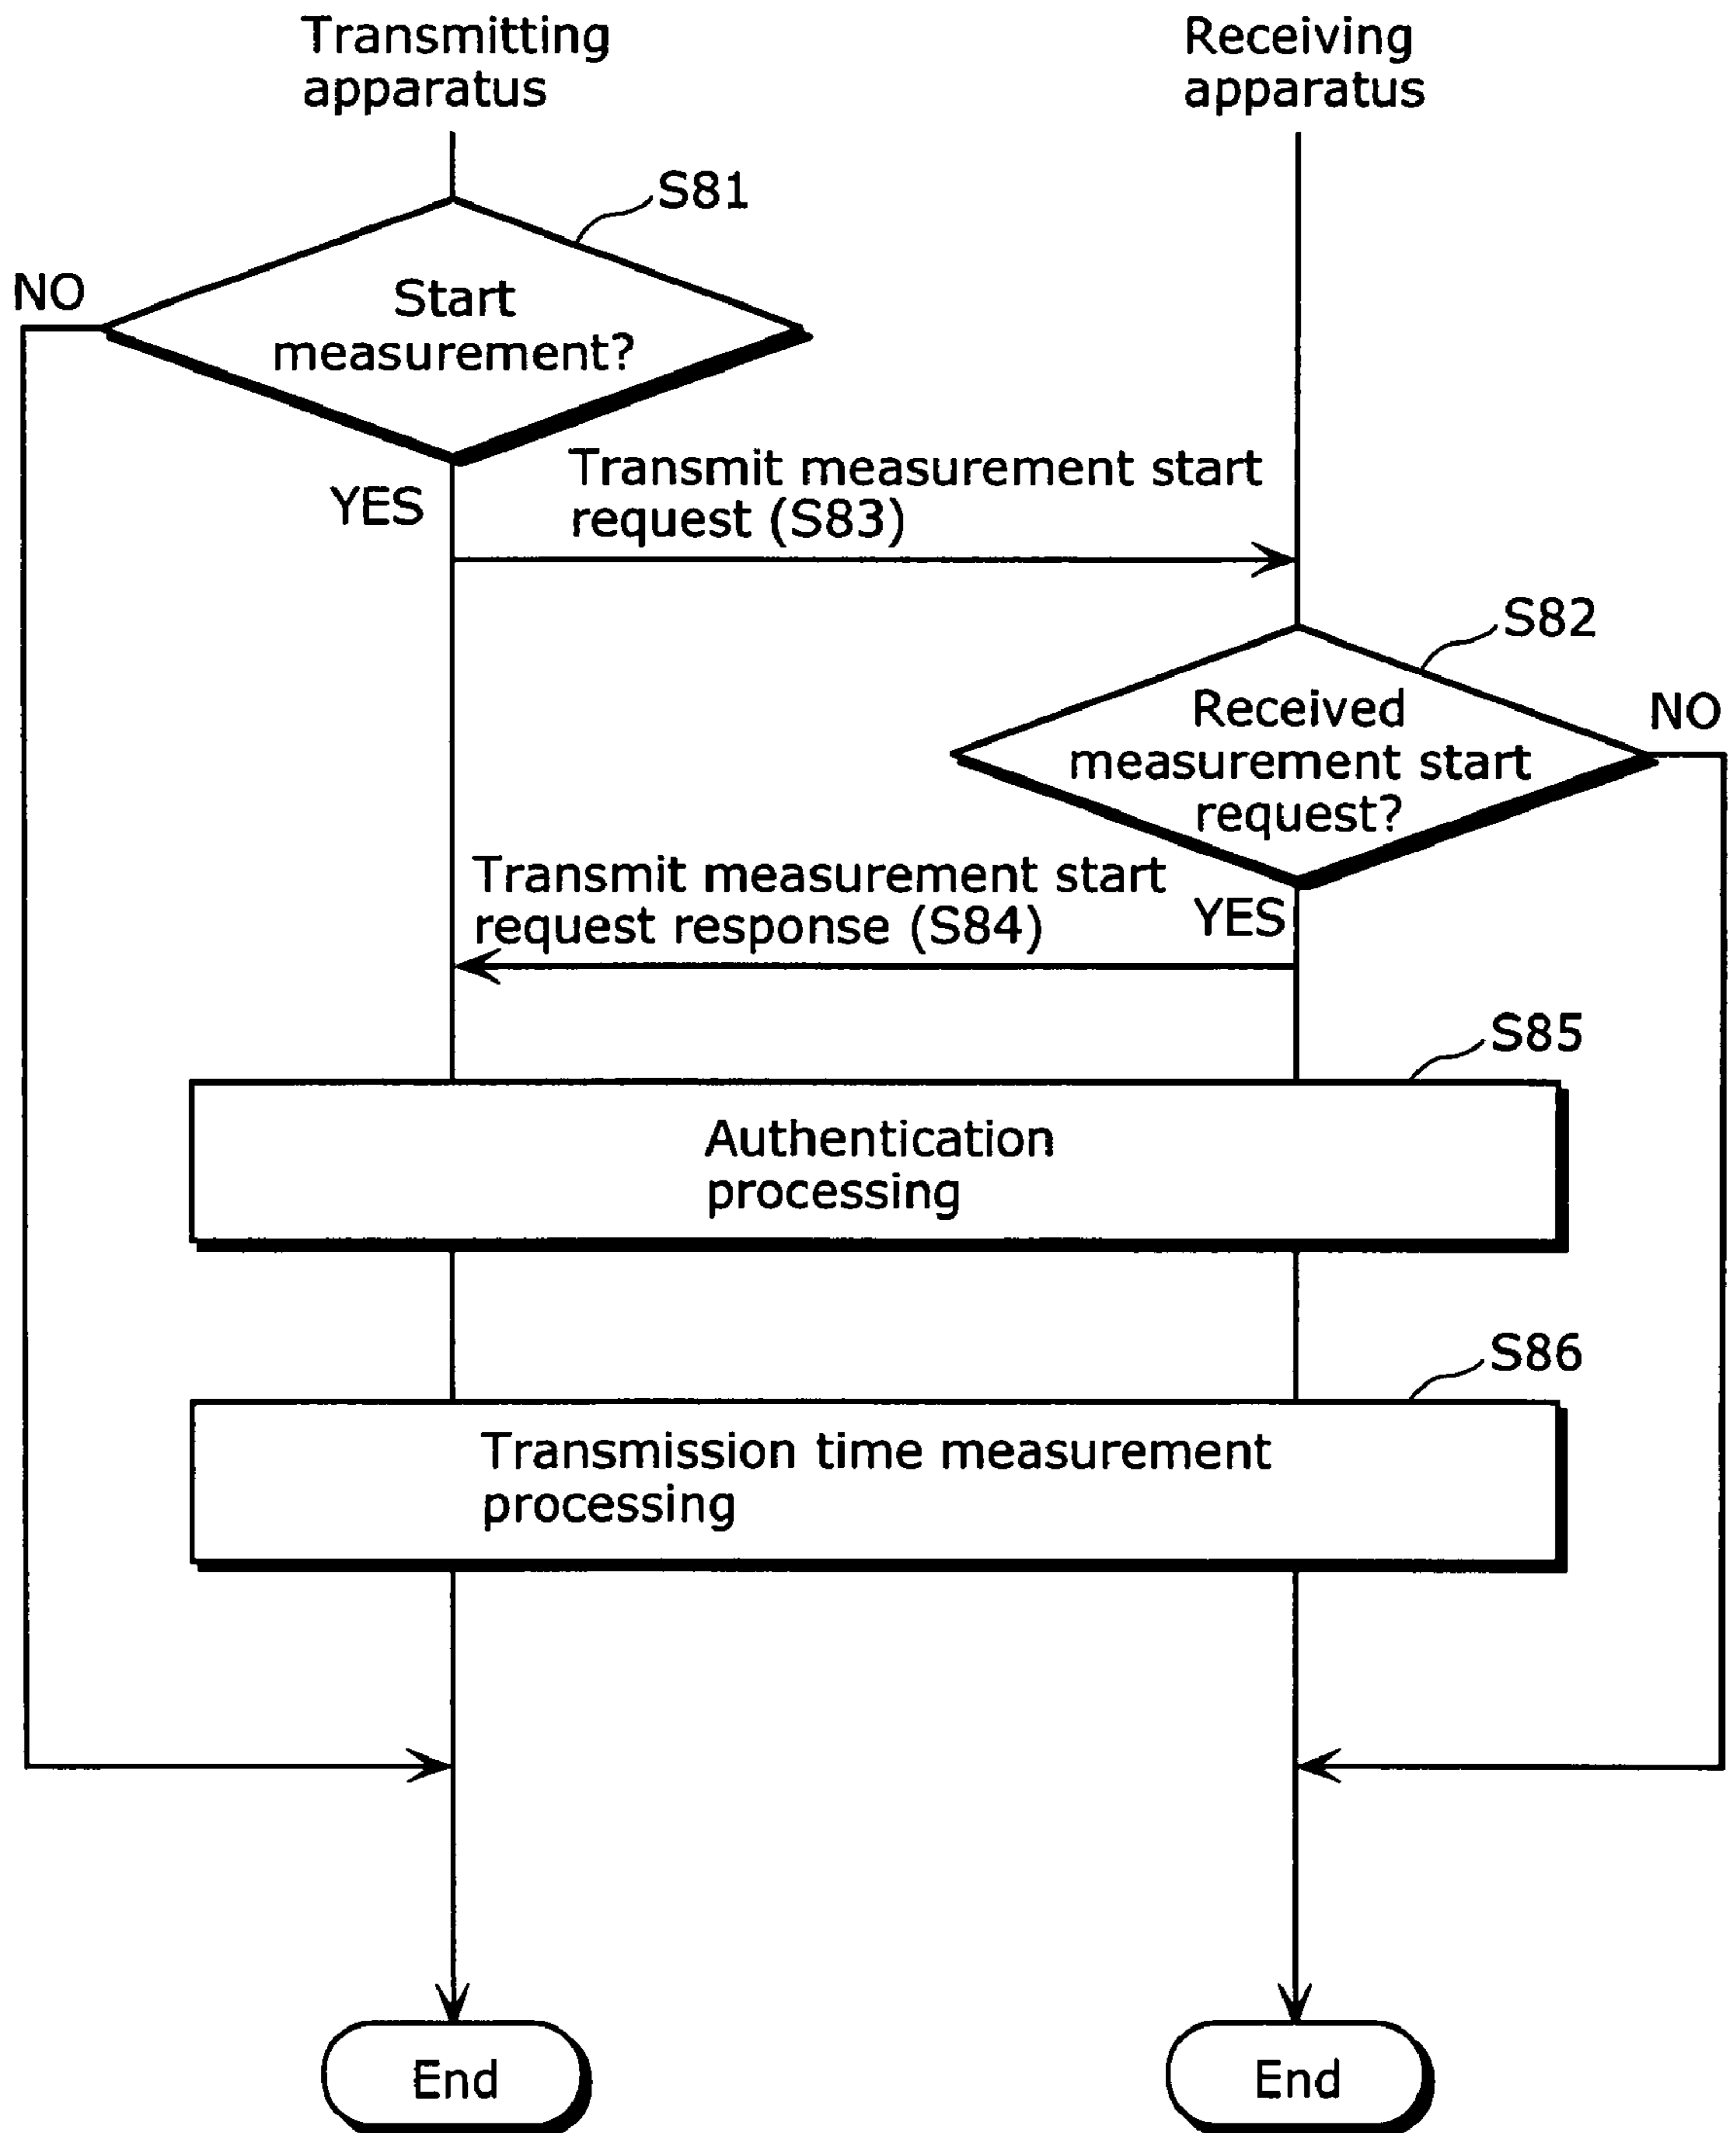 Transmitting
apparatus
Receiving
apparatus
S81
NO
Start
measurement?
YES
Transmit measurement start
request (S83)
S82
Received
measurement start
request?
NO
Transmit measurement start
request response (S84)
YES
S85
Authentication
processing
S86
Transmission time measurement
processing
End
End